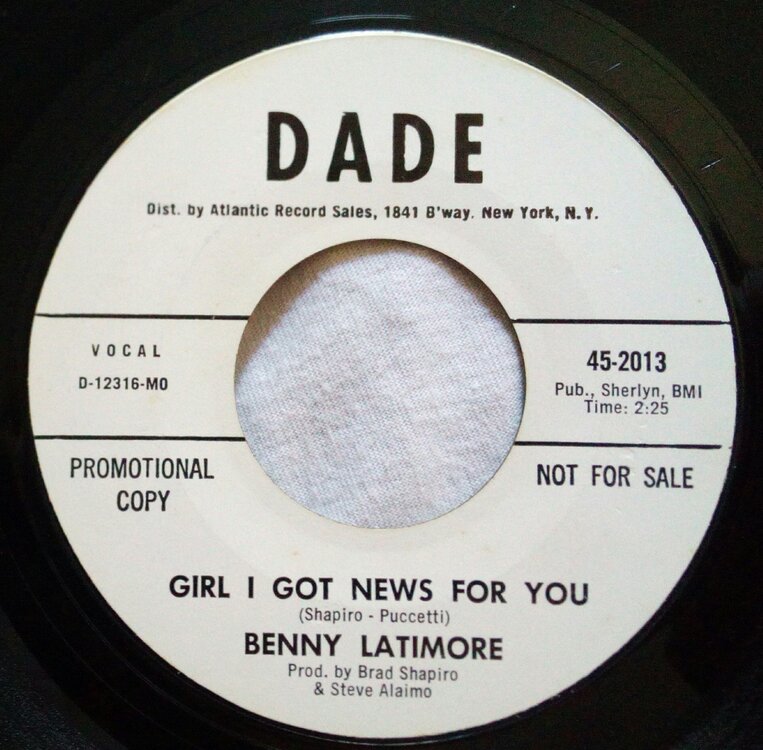 DADE
Dist. by Atlantic Record Sales, 1841 B'way. New York, N.Y.
VOCAL
D-12316-MO
45-2013
Pub., Sherlyn, BMI
Time: 2:25
PROMOTIONAL
COPY
NOT FOR SALE
GIRL I GOT NEWS FOR YOU
(Shapiro - Puccetti)
BENNY LATIMORE
Prod. by Brad Shapiro
& Steve Alaimo